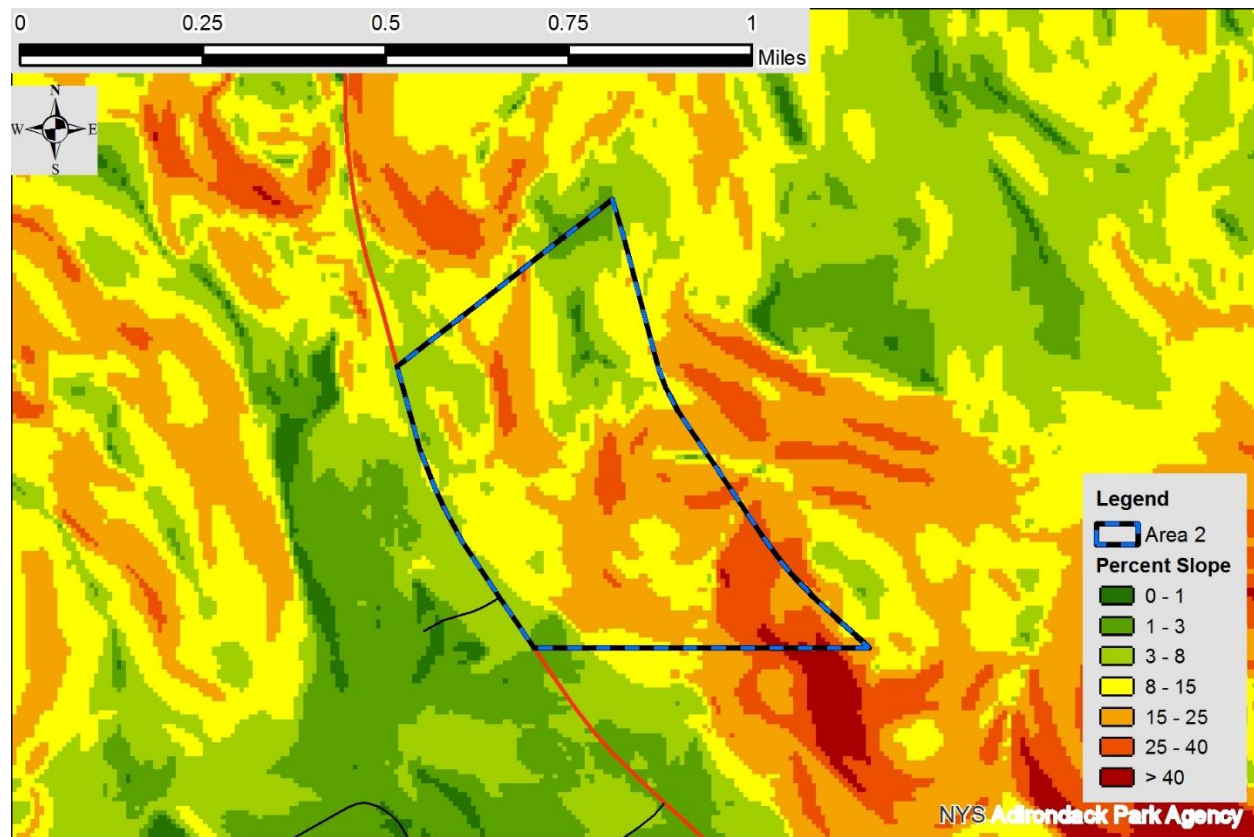 0 0.25 0.5 0.75 1
Miles
N
W E
S
Legend
Area 2
Percent Slope
0 - 1
1 - 3
3 - 8
8 - 15
15 - 25
25 - 40
> 40
NYS Adirondack Park Agency